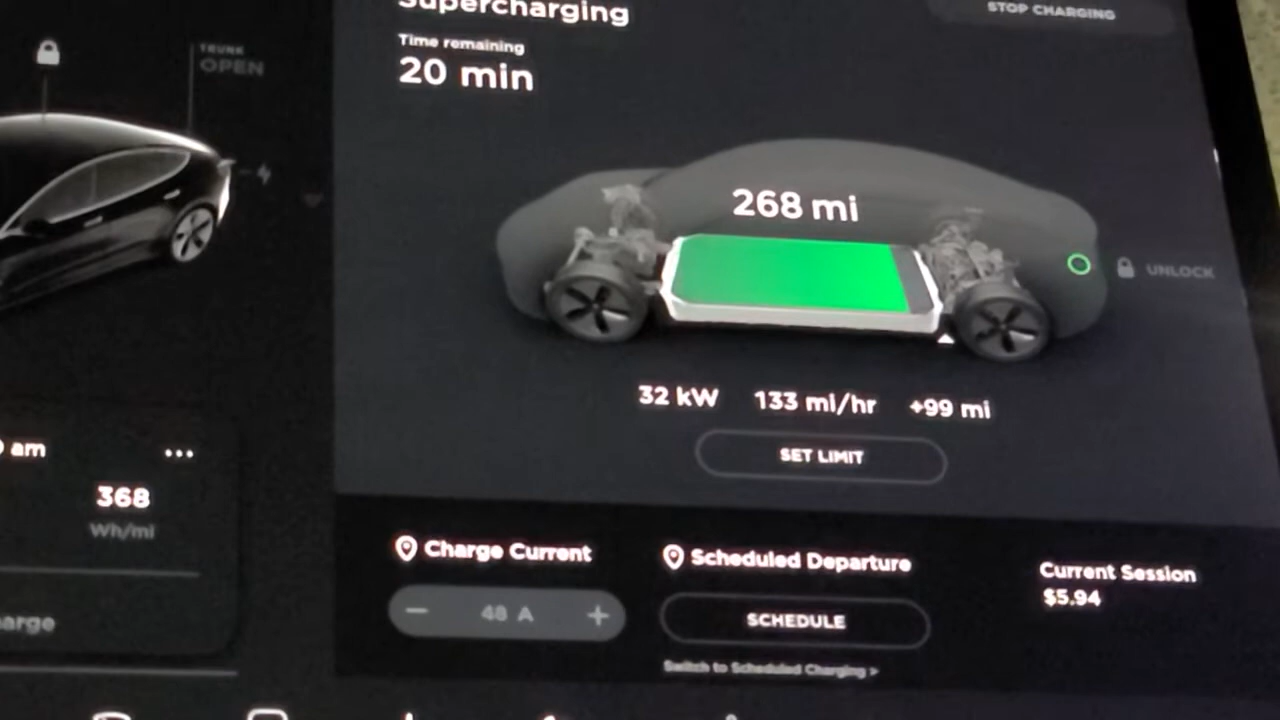 Supercharging
STOP CHARGING
Time remaining
20 min
TRUNK
OPEN
268 mi
UNLOCK
32 kW 133 mi/hr +99 mi
SET LIMIT
am
368
Wh/mi
Charge Current
48 A
Scheduled Departure
SCHEDULE
Switch to Scheduled Charging >
Current Session
$5.94